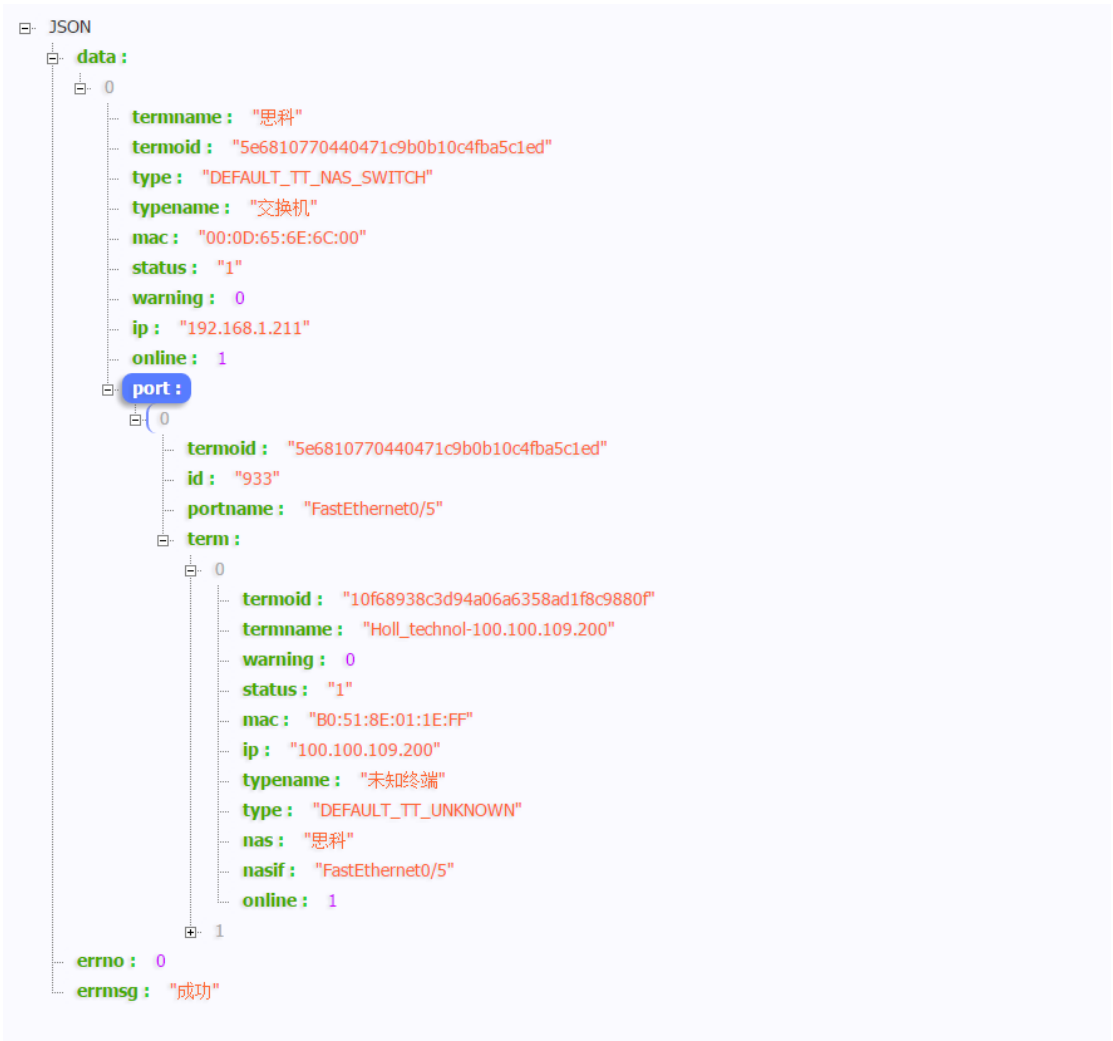 JSON
data :
0
termname : "思科"
termoid : "5e6810770440471c9b0b10c4fba5c1ed"
type : "DEFAULT_TT_NAS_SWITCH"
typename : "交换机"
mac : "00:0D:65:6E:6C:00"
status : "1"
warning : 0
ip : "192.168.1.211"
online : 1
port :
0
termoid : "5e6810770440471c9b0b10c4fba5c1ed"
id : "933"
portname : "FastEthernet0/5"
term :
0
termoid : "10f68938c3d94a06a6358ad1f8c9880f"
termname : "Holl_technol-100.100.109.200"
warning : 0
status : "1"
mac : "B0:51:8E:01:1E:FF"
ip : "100.100.109.200"
typename : "未知终端"
type : "DEFAULT_TT_UNKNOWN"
nas : "思科"
nasif : "FastEthernet0/5"
online : 1
1
errno : 0
errmsg : "成功"